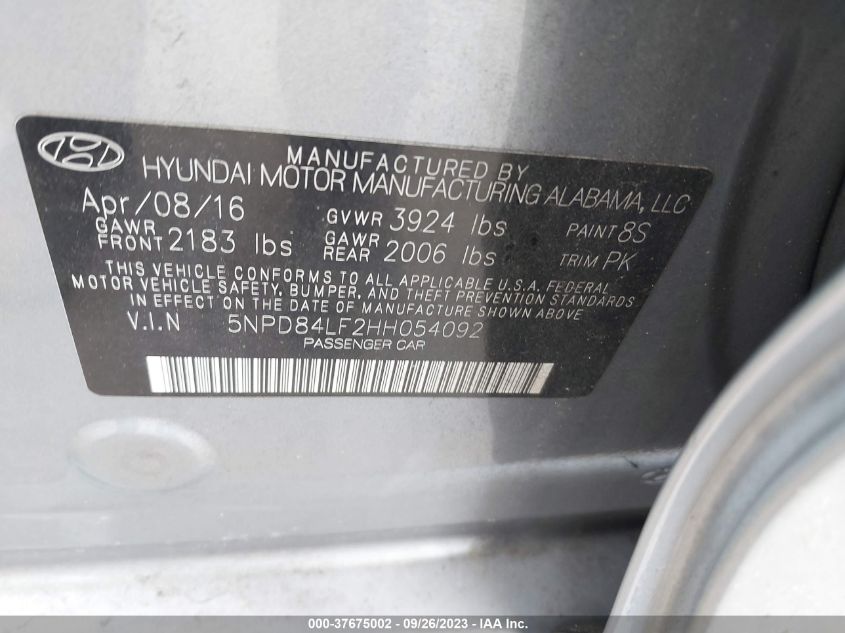 MANUFACTURED BY
HYUNDAI MOTOR MANUFACTURING ALABAMA, LLC
Apr/08/16 GVWR 3924 lbs PAINT 8S
GAWR FRONT 2183 lbs GAWR REAR 2006 lbs TRIM PK
THIS VEHICLE CONFORMS TO ALL APPLICABLE U.S.A. FEDERAL
MOTOR VEHICLE SAFETY, BUMPER, AND THEFT PREVENTION STANDARDS
IN EFFECT ON THE DATE OF MANUFACTURE SHOWN ABOVE
V.I.N 5NPD84LF2HH054092
PASSENGER CAR
000-37675002 - 09/26/2023 - IAA Inc.